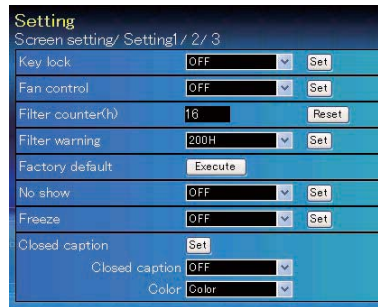 Setting
Screen setting/ Setting1/ 2/ 3
Key lock OFF Set
Fan control OFF Set
Filter counter(h) 16 Reset
Filter warning 200H Set
Factory default Execute
No show OFF Set
Freeze OFF Set
Closed caption Set
Closed caption OFF
Color Color